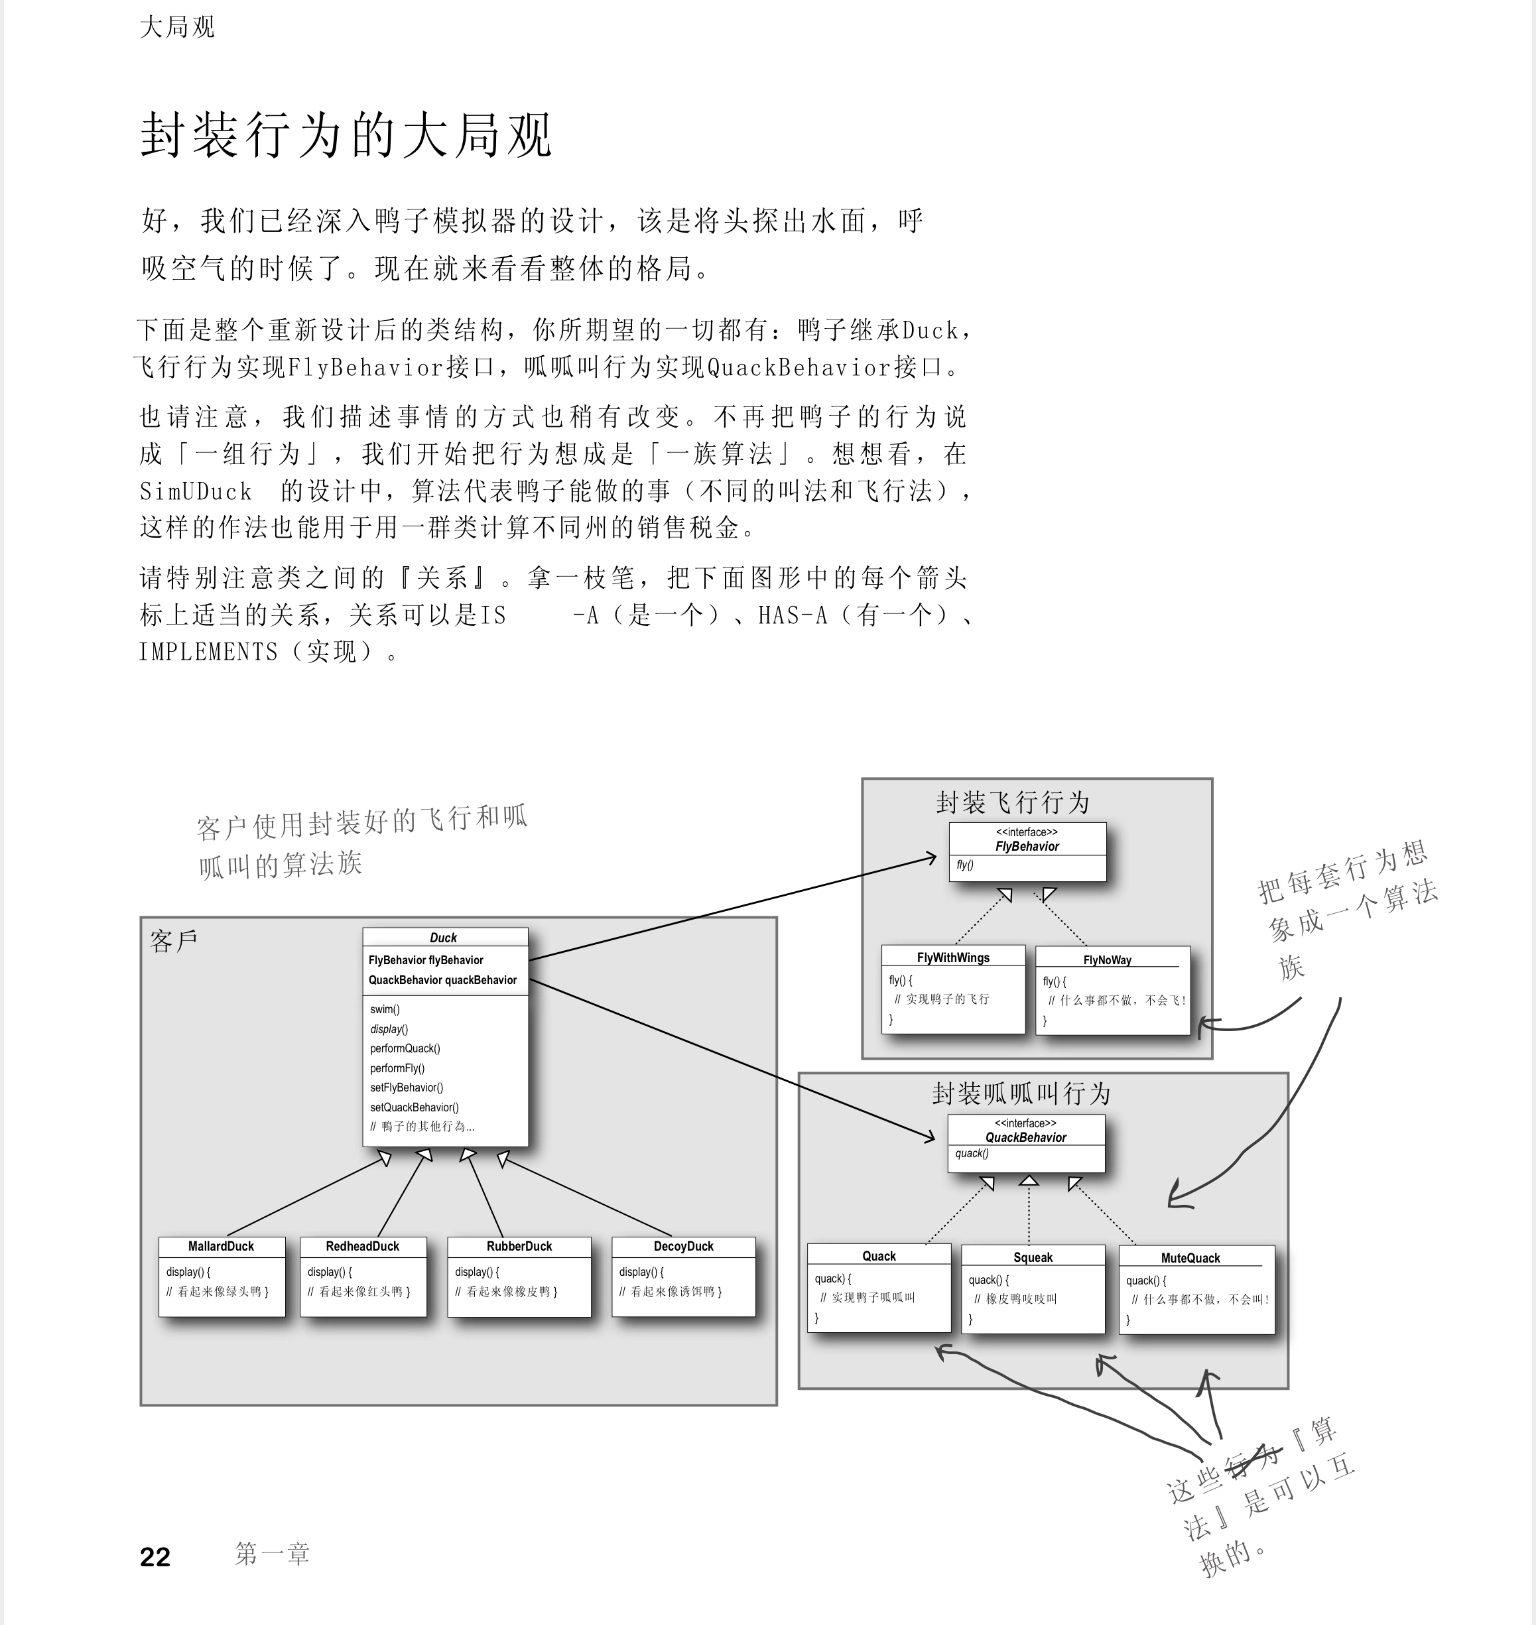 大局观
封装行为的大局观
好，我们已经深入鸭子模拟器的设计，该是将头探出水面，呼
吸空气的时候了。现在就来看看整体的格局。
下面是整个重新设计后的类结构，你所期望的一切都有：鸭子继承Duck，
飞行行为实现FlyBehavior接口，呱呱叫行为实现QuackBehavior接口。
也请注意，我们描述事情的方式也稍有改变。不再把鸭子的行为说
成「一组行为」，我们开始把行为想成是「一族算法」。想想看，在
SimUDuck 的设计中，算法代表鸭子能做的事（不同的叫法和飞行法），
这样的作法也能用于用一群类计算不同州的销售税金。
请特别注意类之间的『关系』。拿一枝笔，把下面图形中的每个箭头
标上适当的关系，关系可以是IS -A（是一个）、HAS-A（有一个）、
IMPLEMENTS（实现）。
客户使用封装好的飞行和呱
呱叫的算法族
客戶
Duck
FlyBehavior flyBehavior
QuackBehavior quackBehavior
swim()
display()
performQuack()
performFly()
setFlyBehavior()
setQuackBehavior()
// 鴨子的其他行為...
MallardDuck
display() {
// 看起来像绿头鸭 }
RedheadDuck
display() {
// 看起来像红头鸭 }
RubberDuck
display() {
// 看起來像橡皮鸭 }
DecoyDuck
display() {
// 看起來像诱饵鸭 }
封装飞行行为
<<interface>>
FlyBehavior
fly()
FlyWithWings
fly() {
// 实现鸭子的飞行
}
FlyNoWay
fly() {
// 什么事都不做，不会飞！
}
把每套行为想
象成一个算法
族
封装呱呱叫行为
<<interface>>
QuackBehavior
quack()
Quack
quack) {
// 实现鸭子呱呱叫
}
Squeak
quack() {
// 橡皮鸭吱吱叫
}
MuteQuack
quack() {
// 什么事都不做，不会叫！
}
这些行为『算
法』是可以互
换的。
22 第一章